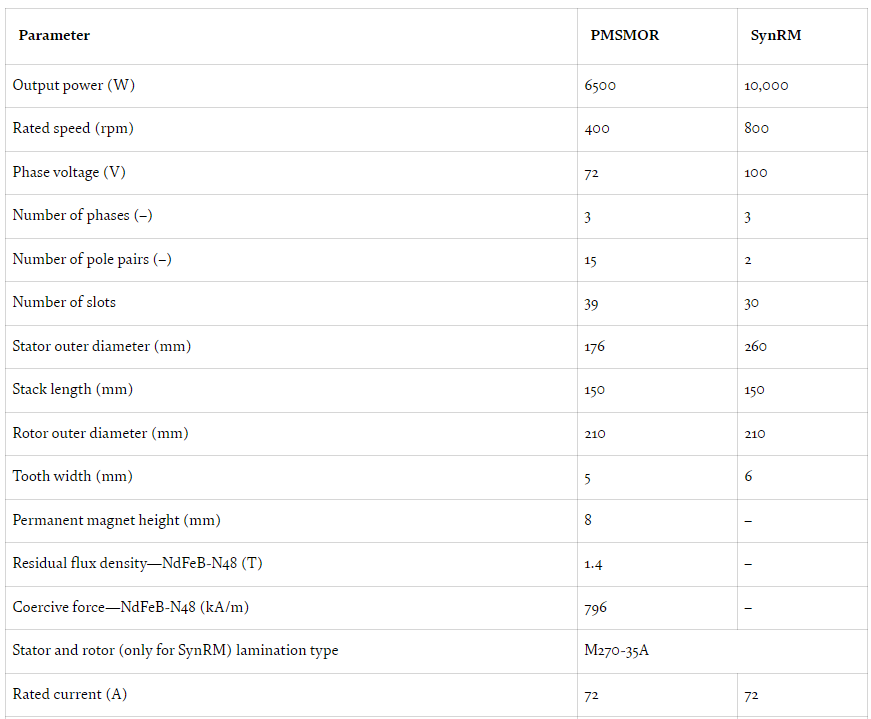 Parameter PMSMOR SynRM
Output power (W) 6500 10,000
Rated speed (rpm) 400 800
Phase voltage (V) 72 100
Number of phases (–) 3 3
Number of pole pairs (–) 15 2
Number of slots 39 30
Stator outer diameter (mm) 176 260
Stack length (mm) 150 150
Rotor outer diameter (mm) 210 210
Tooth width (mm) 5 6
Permanent magnet height (mm) 8 –
Residual flux density—NdFeB-N48 (T) 1.4 –
Coercive force—NdFeB-N48 (kA/m) 796 –
Stator and rotor (only for SynRM) lamination type M270-35A
Rated current (A) 72 72